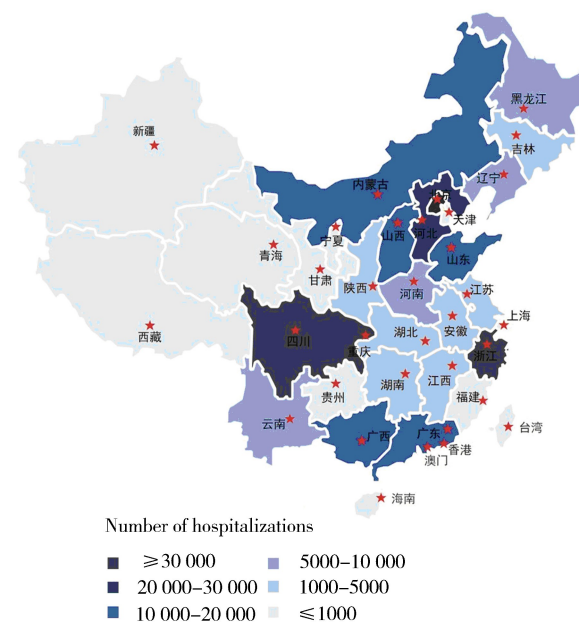 黑龙江
吉林
新疆
辽宁
内蒙古
北京
天津
宁夏
山西
河北
青海
山东
甘肃
陕西
河南
江苏
上海
西藏
四川
重庆
湖北
安徽
浙江
湖南
江西
贵州
福建
云南
广西
广东
台湾
香港
澳门
海南
Number of hospitalizations
≥30 000
5000–10 000
20 000–30 000
1000–5000
10 000–20 000
≤1000